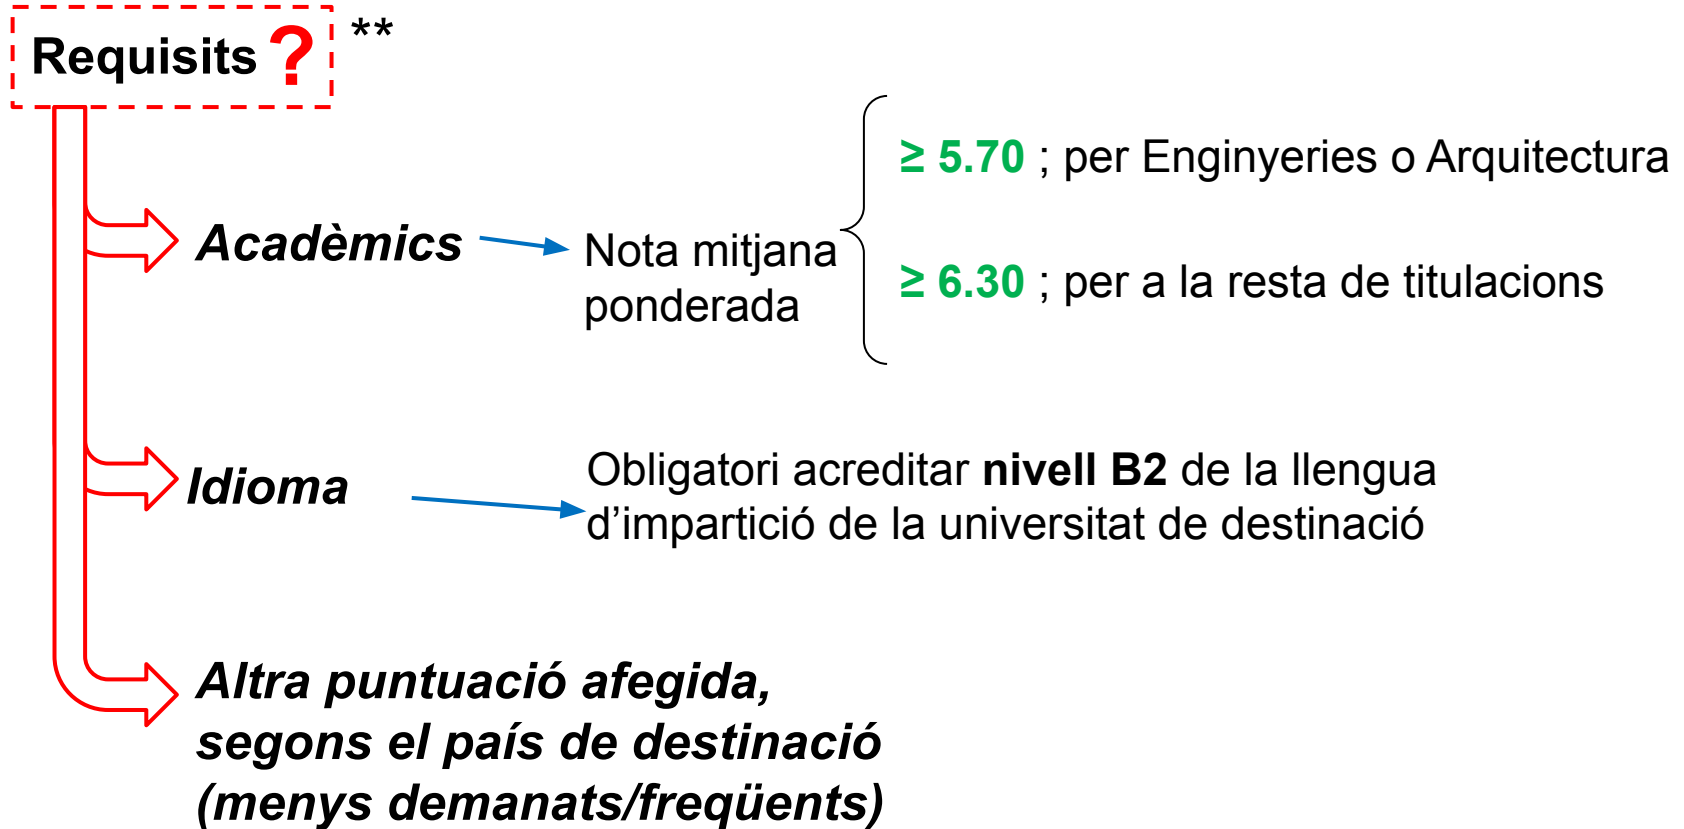 Requisits ? **
≥ 5.70 ; per Enginyeries o Arquitectura
Acadèmics
Nota mitjana
ponderada
≥ 6.30 ; per a la resta de titulacions
Idioma
Obligatori acreditar nivell B2 de la llengua
d’impartició de la universitat de destinació
Altra puntuació afegida,
segons el país de destinació
(menys demanats/freqüents)